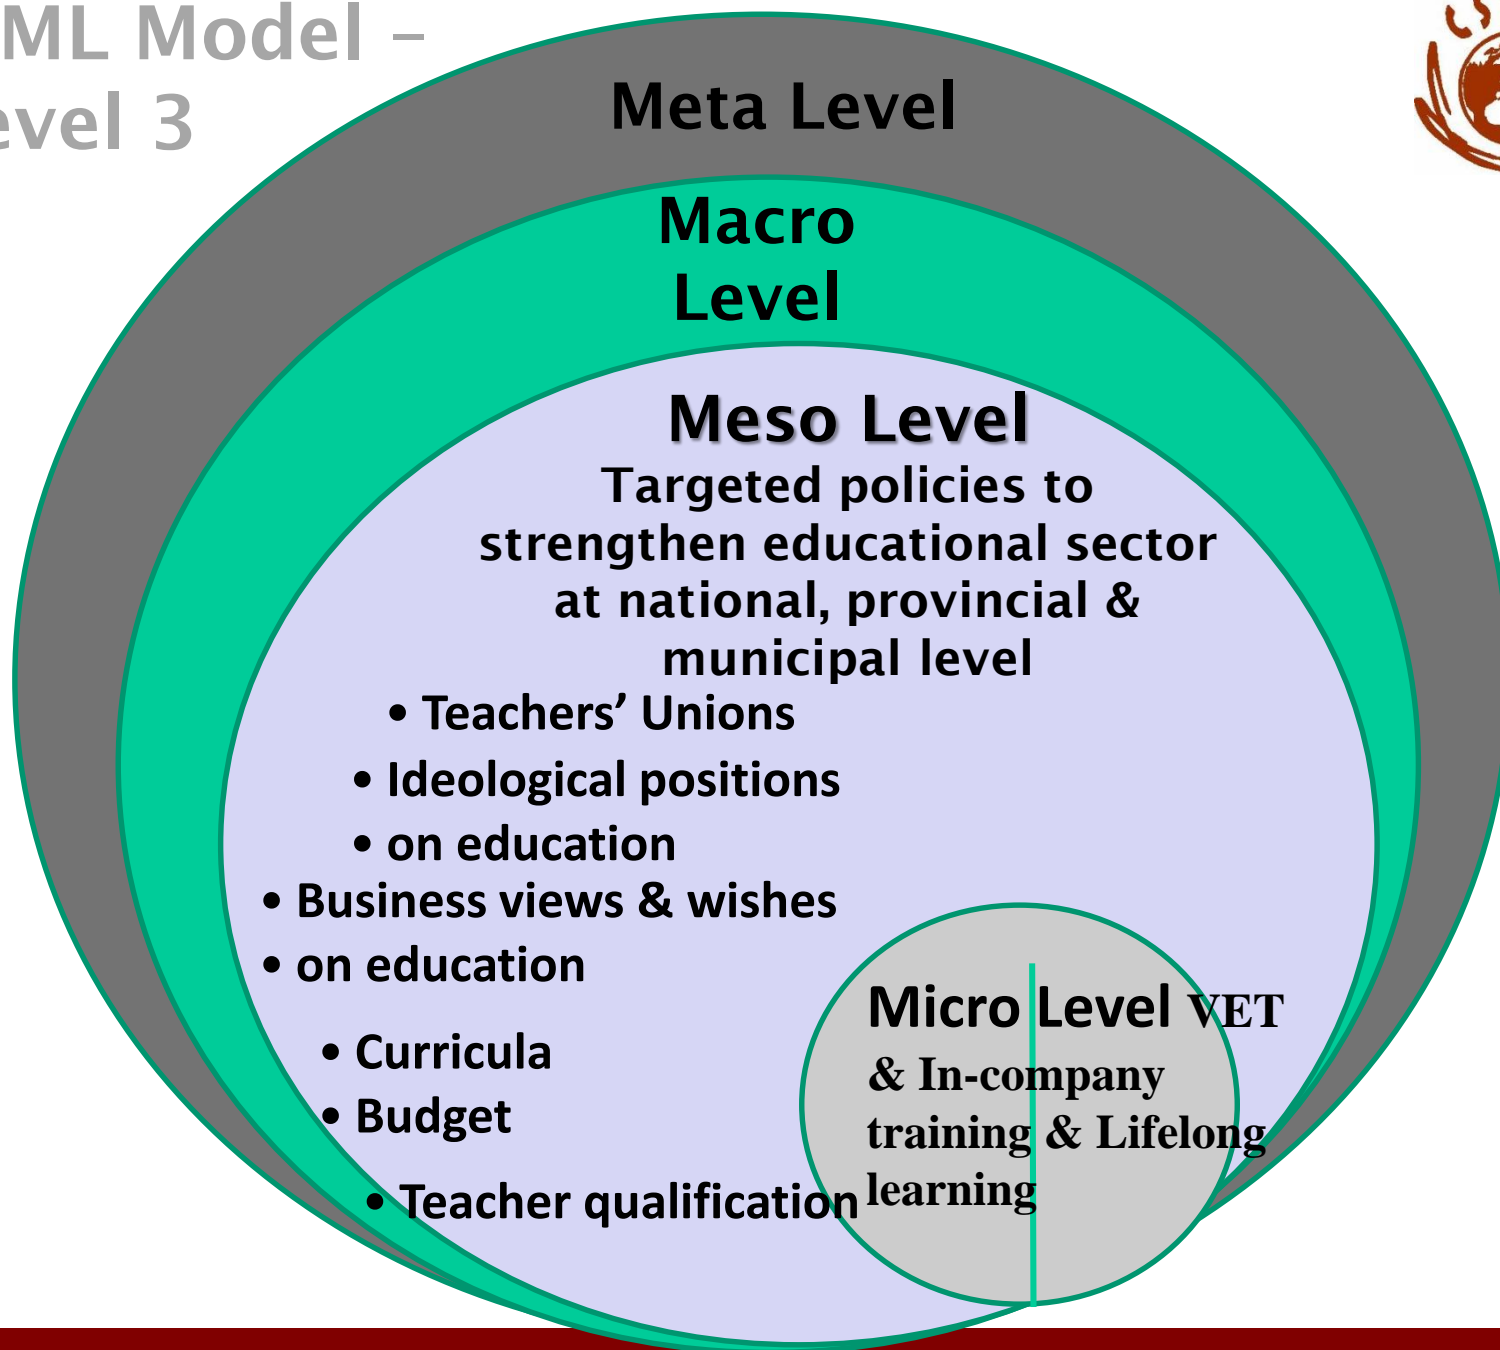 ML Model –
evel 3
Meta Level
Macro
Level
Meso Level
Targeted policies to
strengthen educational sector
at national, provincial &
municipal level
• Teachers’ Unions
• Ideological positions
• on education
• Business views & wishes
• on education
• Curricula
• Budget
• Teacher qualification
Micro Level VET
& In-company
training & Lifelong
learning